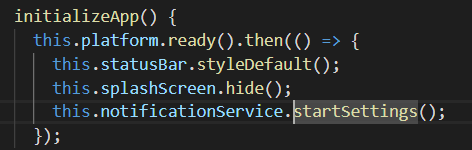 initializeApp() {
this.platform.ready().then(() => {
this.statusBar.styleDefault();
this.splashScreen.hide();
this.notificationService.startSettings();
});